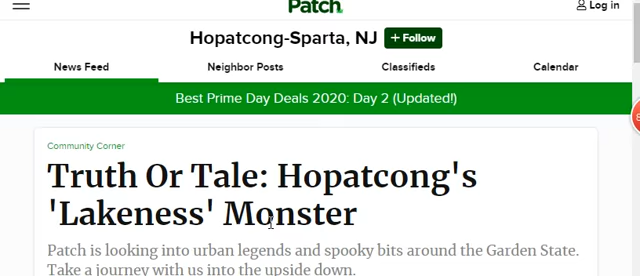 Patch
Log in
Hopatcong-Sparta, NJ + Follow
News Feed Neighbor Posts Classifieds Calendar
Best Prime Day Deals 2020: Day 2 (Updated!)
Community Corner
Truth Or Tale: Hopatcong's
'Lakeness' Monster
Patch is looking into urban legends and spooky bits around the Garden State.
Take a journey with us into the upside down.